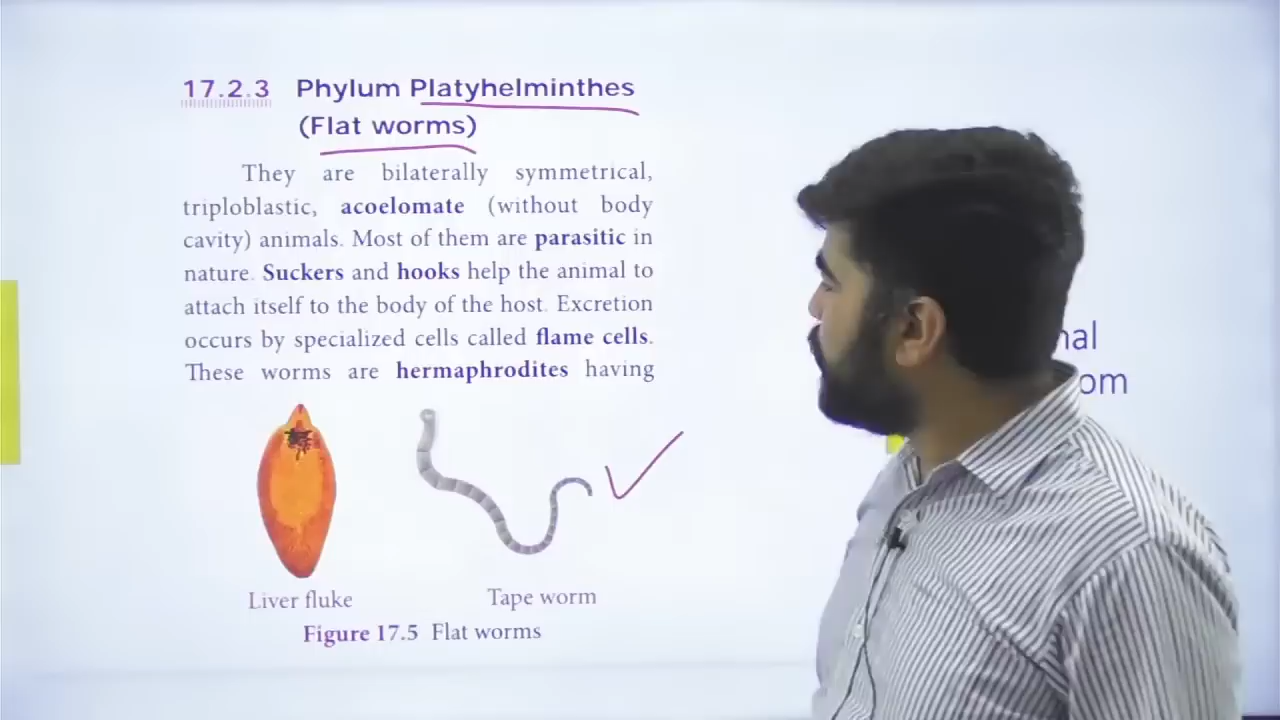 17.2.3 Phylum Platyhelminthes
(Flat worms)
They are bilaterally symmetrical,
triploblastic, acoelomate (without body
cavity) animals. Most of them are parasitic in
nature. Suckers and hooks help the animal to
attach itself to the body of the host. Excretion
occurs by specialized cells called flame cells.
These worms are hermaphrodites having
Liver fluke
Tape worm
Figure 17.5 Flat worms